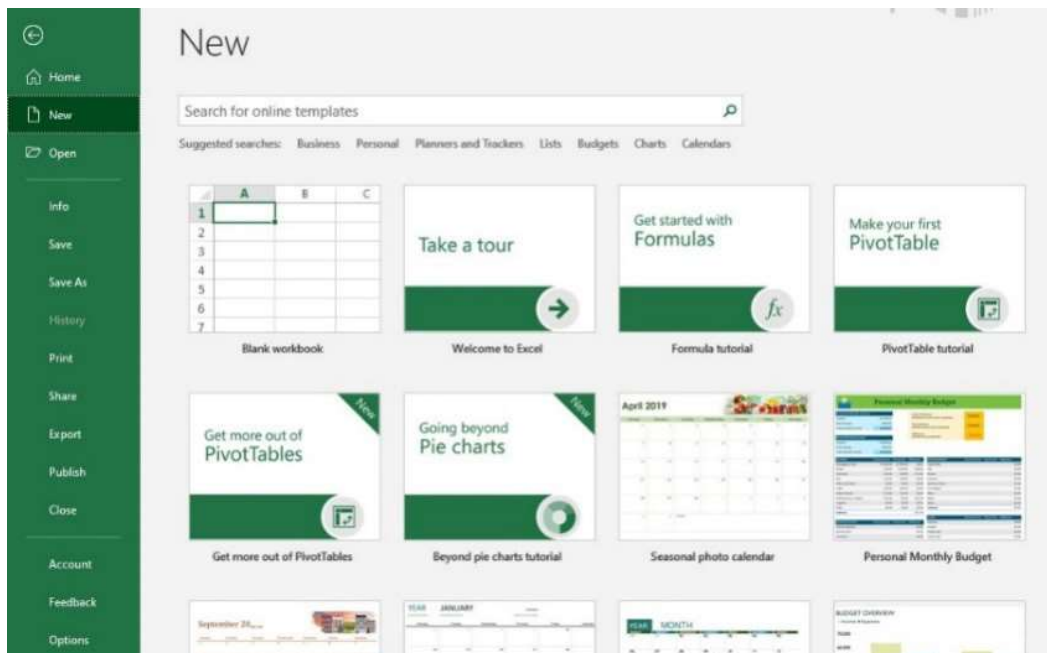 New
Home
New
Open
Info
Save
Save As
History
Print
Share
Export
Publish
Close
Account
Feedback
Options
Search for online templates
Suggested searches: Business Personal Planners and Trackers Lists Budgets Charts Calendars
A B C
1
2
3
4
5
6
7
Blank workbook
Take a tour
Welcome to Excel
Get started with
Formulas
fx
Formula tutorial
Make your first
PivotTable
PivotTable tutorial
New
Get more out of
PivotTables
Get more out of PivotTables
New
Going beyond
Pie charts
Beyond pie charts tutorial
April 2019
Seasonal photo calendar
Personal Monthly Budget
Personal Monthly Budget
September
YEAR JANUARY
YEAR MONTH
BUDGET OVERVIEW